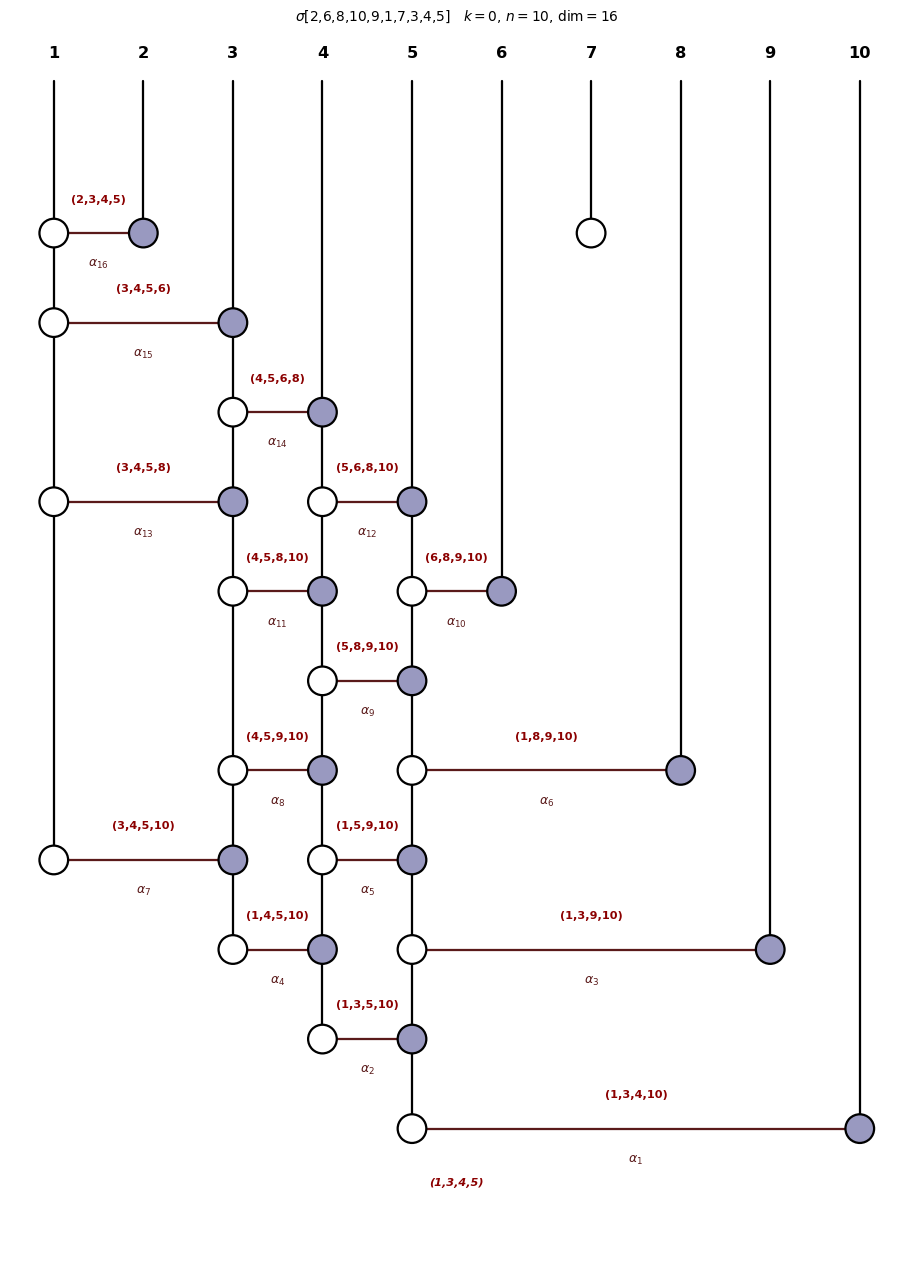 σ[2,6,8,10,9,1,7,3,4,5] k=0, n=10, dim=16
1 2 3 4 5 6 7 8 9 10
(2,3,4,5)
α₁₆
(3,4,5,6)
α₁₅
(4,5,6,8)
α₁₄
(3,4,5,8) (5,6,8,10)
α₁₃ α₁₂
(4,5,8,10) (6,8,9,10)
α₁₁ α₁₀
(5,8,9,10)
α₉
(4,5,9,10) (1,8,9,10)
α₈ α₆
(3,4,5,10) (1,5,9,10)
α₇ α₅
(1,4,5,10) (1,3,9,10)
α₄ α₃
(1,3,5,10)
α₂
(1,3,4,10)
α₁
(1,3,4,5)